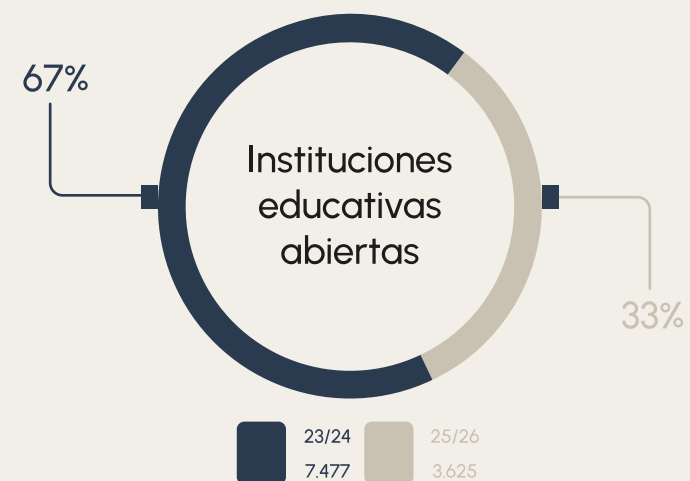 67%
Instituciones
educativas
abiertas
33%
23/24
25/26
7.477
3.625